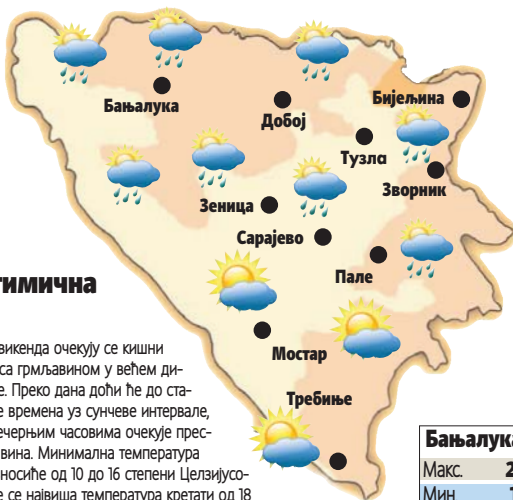 Бањалука
Добој
Бијељина
Тузла
Зворник
Зеница
Сарајево
Пале
Мостар
Требиње
тимична
викенда очекују се кишни
са грмљавином у већем ди-
е. Преко дана доћи ће до ста-
е времена уз сунчеве интервале,
ечерњим часовима очекује прес-
вина. Минимална температура
носиће од 10 до 16 степени Целзијусо-
е се највиша температура кретати од 18
Бањалука
Макс. 2
Мин